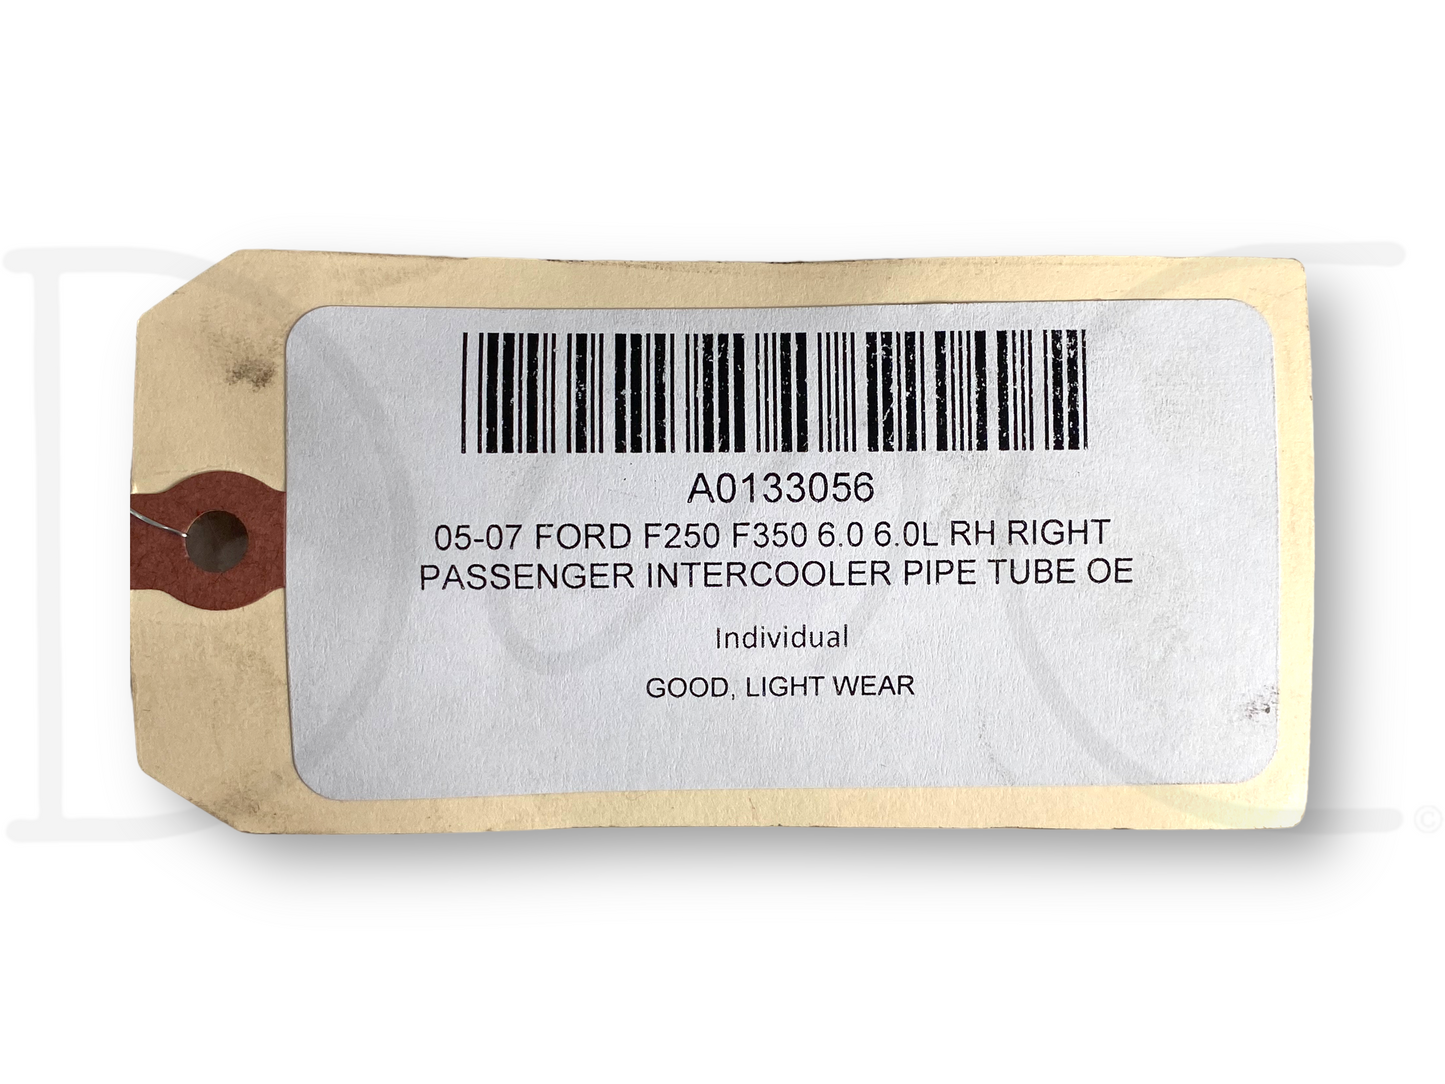 A0133056
05-07 FORD F250 F350 6.0 6.0L RH RIGHT
PASSENGER INTERCOOLER PIPE TUBE OE
Individual
GOOD, LIGHT WEAR
©